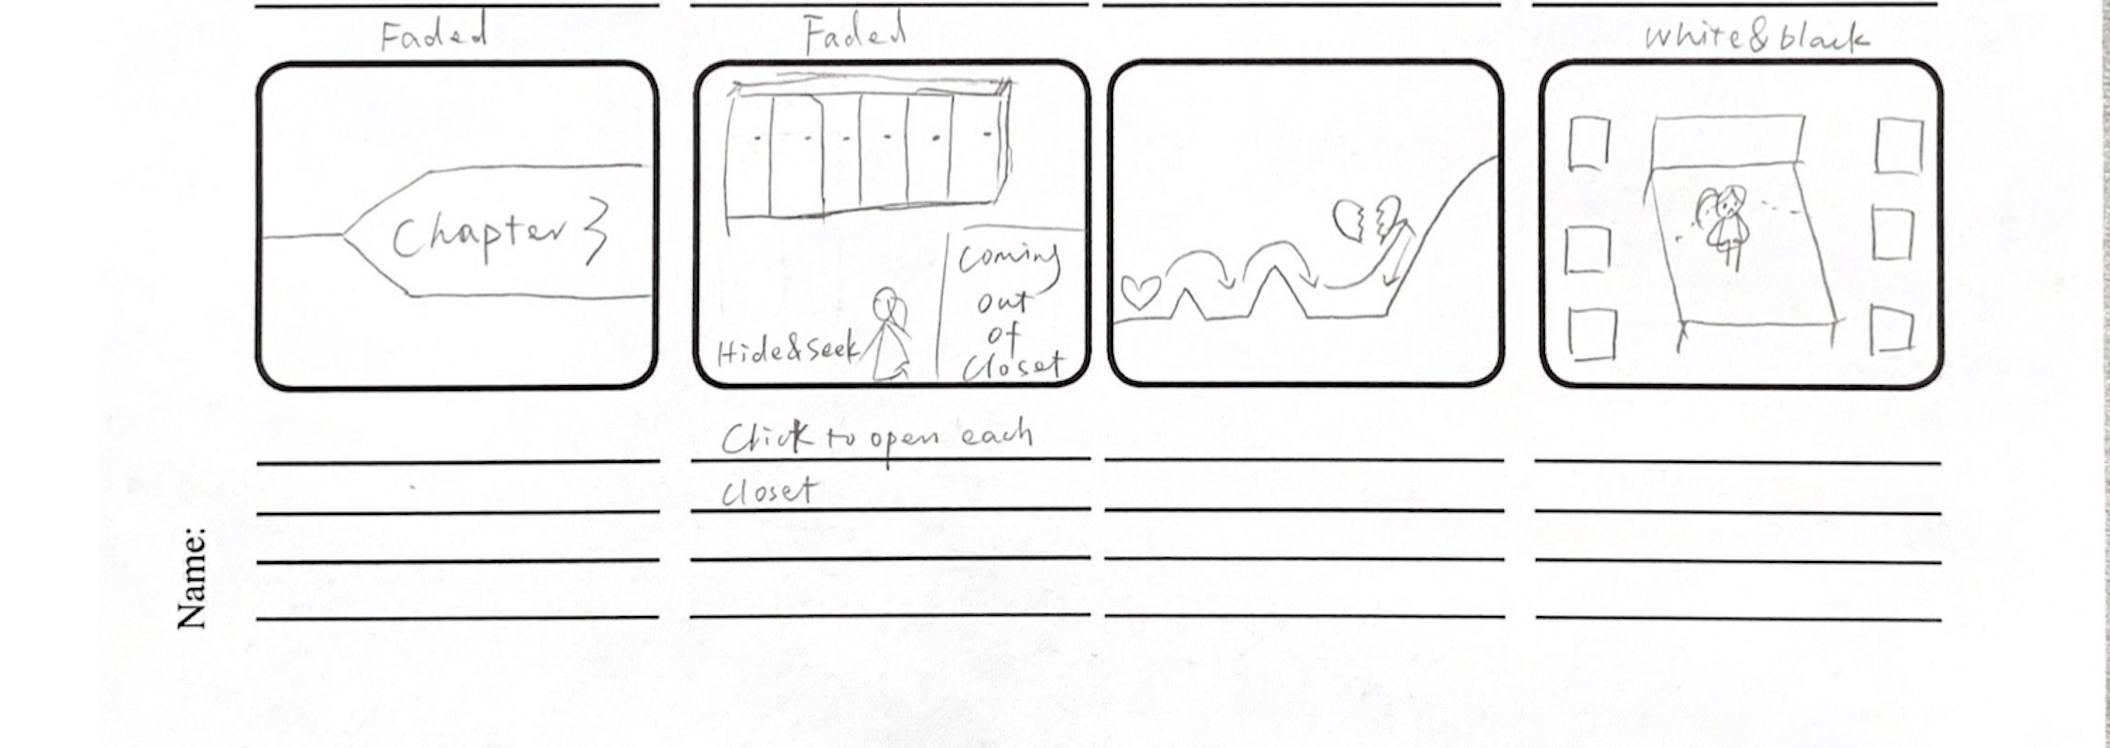 Faded
Faded
White & black
Chapter 3
Hide & Seek
Coming
out
of
Closet
Click to open each
closet
Name: